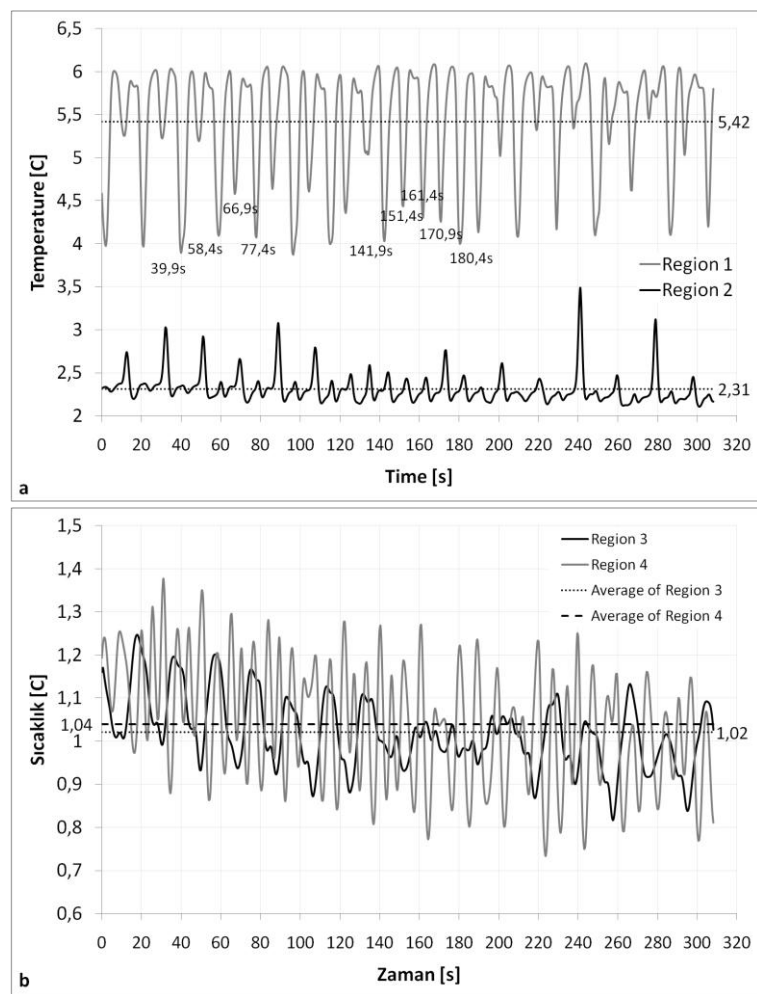 6,5
6
5,5
5
4,5
4
3,5
3
2,5
2
Temperature [C]
5,42
2,31
161,4s
66,9s
151,4s
58,4s
77,4s
141,9s
170,9s
39,9s
180,4s
Region 1
Region 2
0 20 40 60 80 100 120 140 160 180 200 220 240 260 280 300 320
Time [s]
a
1,5
1,4
1,3
1,2
1,1
1,04
1
0,9
0,8
0,7
0,6
Sıcaklık [C]
Region 3
Region 4
Average of Region 3
Average of Region 4
1,02
0 20 40 60 80 100 120 140 160 180 200 220 240 260 280 300 320
Zaman [s]
b